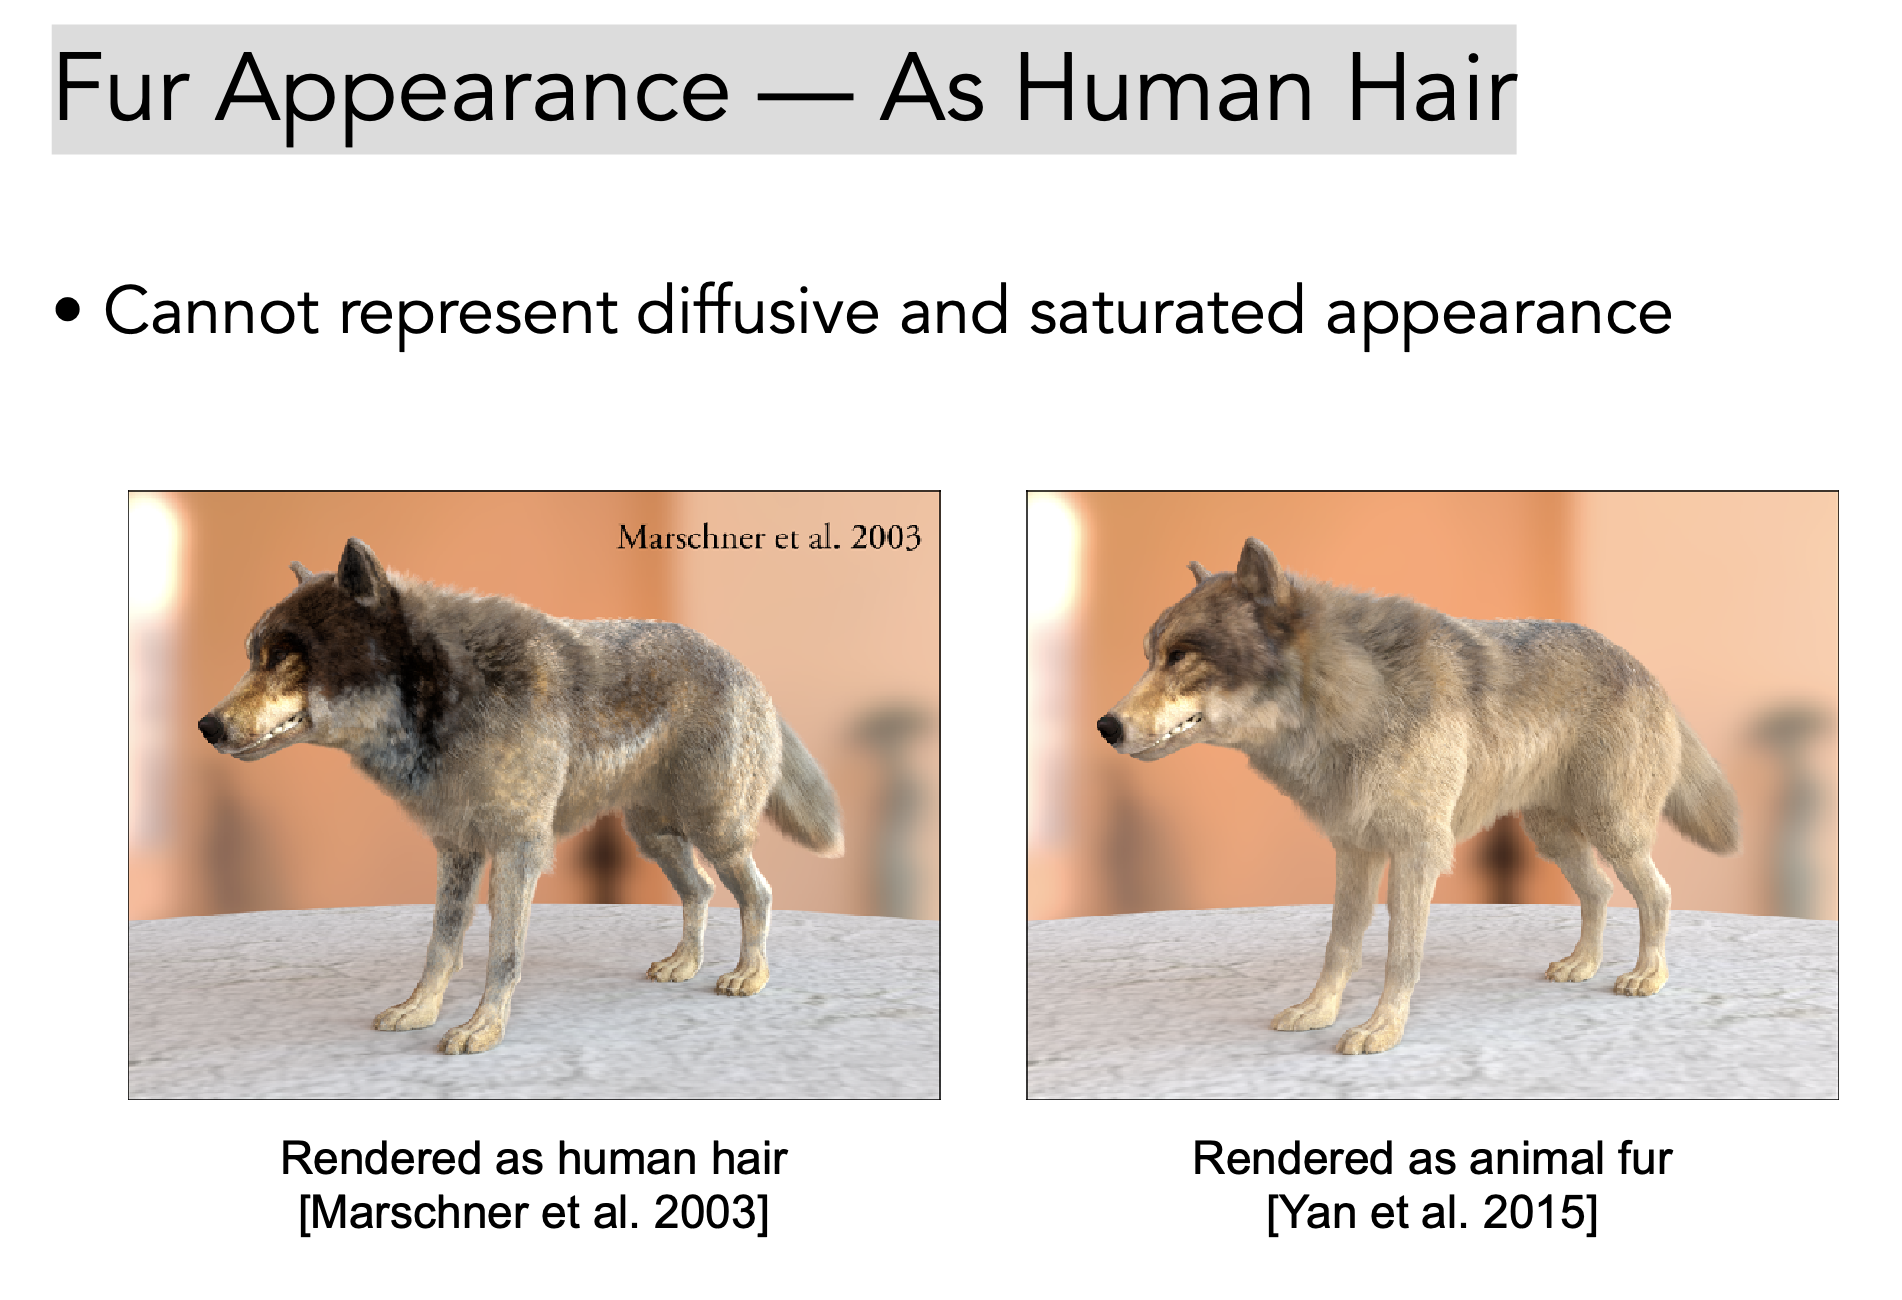 Fur Appearance — As Human Hair
• Cannot represent diffusive and saturated appearance
Marschner et al. 2003
Rendered as human hair
[Marschner et al. 2003]
Rendered as animal fur
[Yan et al. 2015]